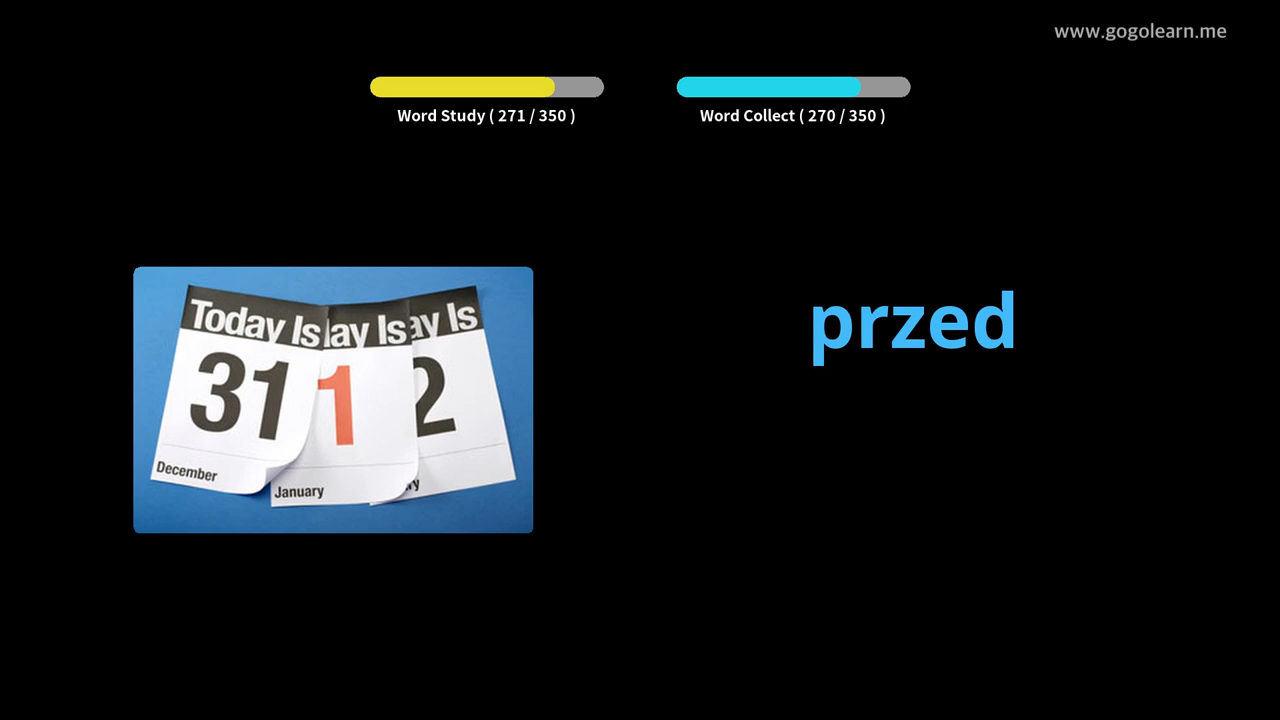 www.gogolearn.me
Word Study ( 271 / 350 )
Word Collect ( 270 / 350 )
przed
Today Is
31
December
ay Is
1
January
ay Is
2
ry